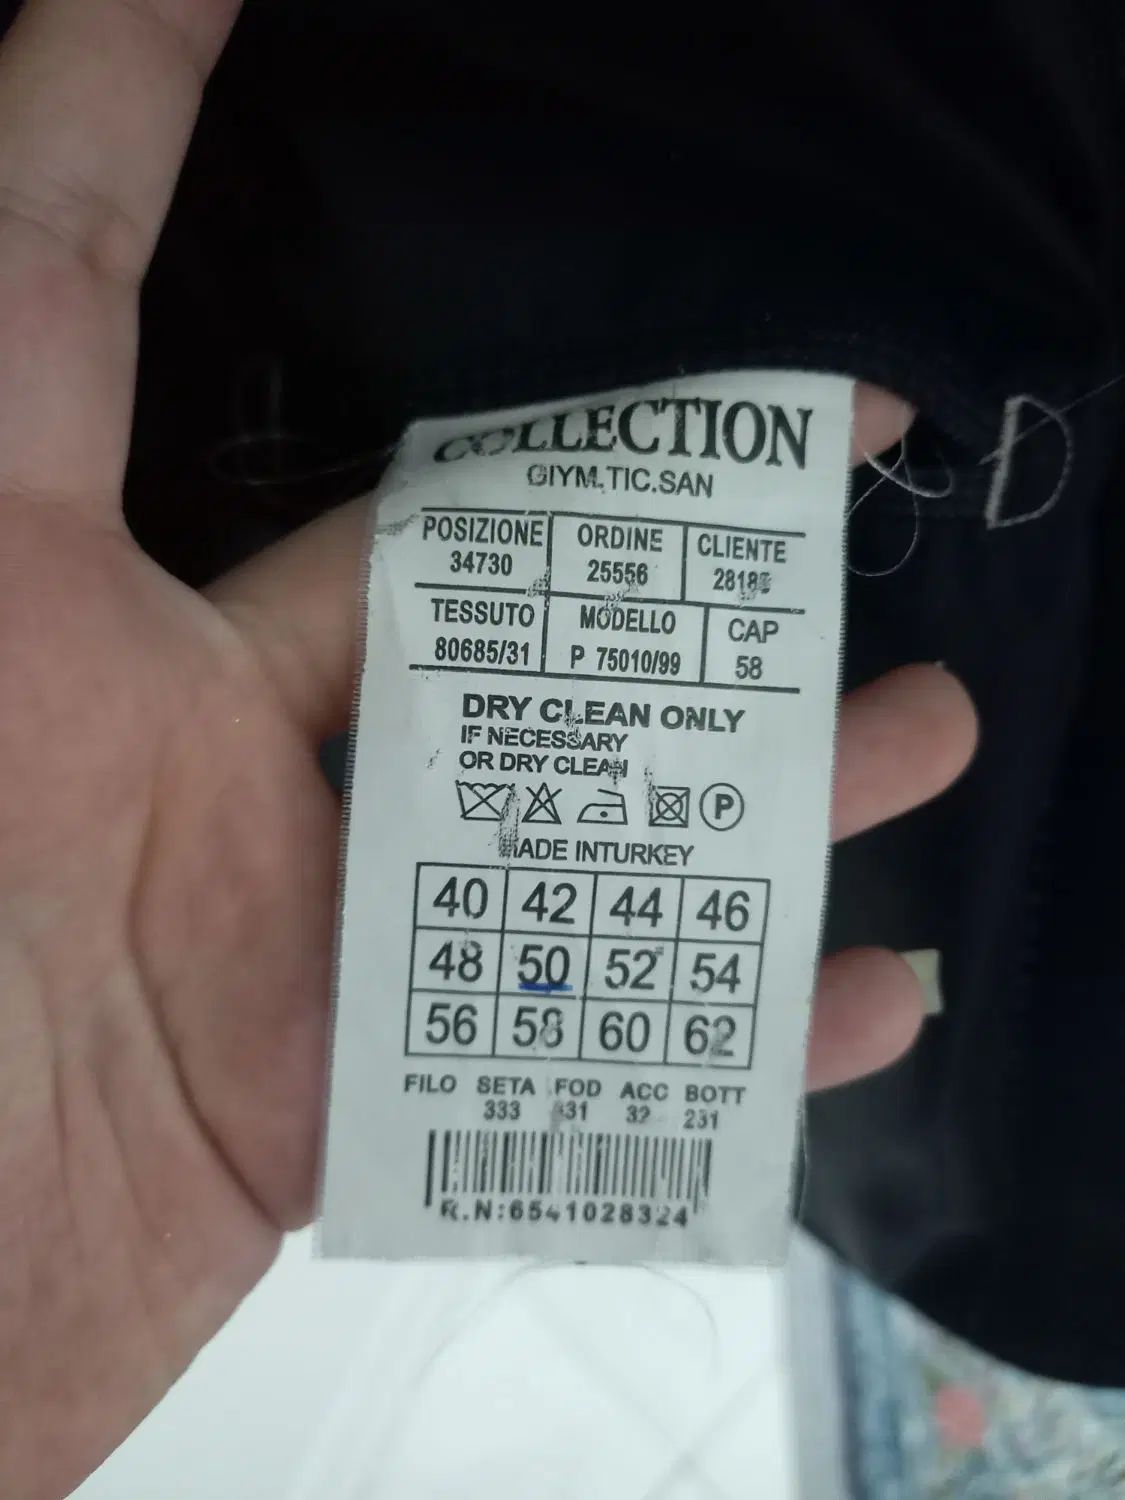 COLLECTION
GIYM.TIC.SAN
POSIZIONE ORDINE CLIENTE
34730 25556
TESSUTO MODELLO CAP
80685/31 P 75010/99 58
DRY CLEAN ONLY
IF NECESSARY
OR DRY CLEAN
P
MADE INTURKEY
40 42 44 46
48 50 52 54
56 58 60 62
FILO SETA FOD ACC BOTT
333 32 231
R.N:6541028324